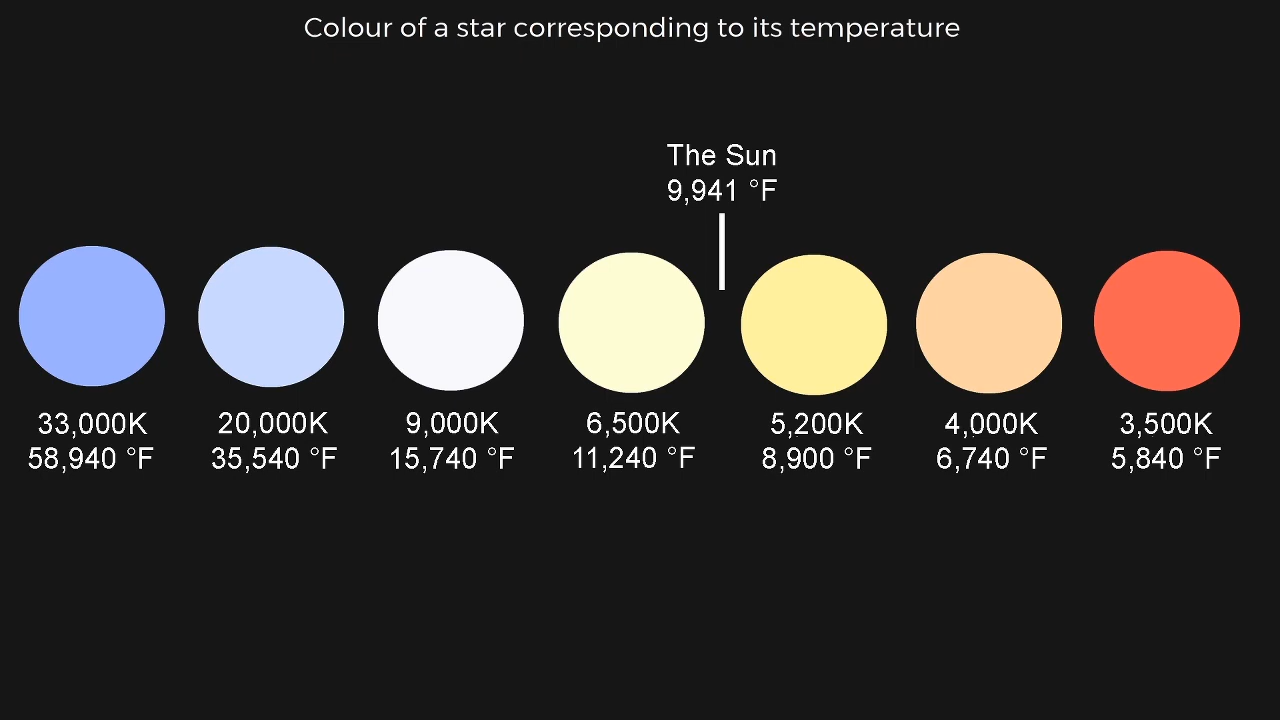 Colour of a star corresponding to its temperature
The Sun
9,941 °F
33,000K
58,940 °F
20,000K
35,540 °F
9,000K
15,740 °F
6,500K
11,240 °F
5,200K
8,900 °F
4,000K
6,740 °F
3,500K
5,840 °F